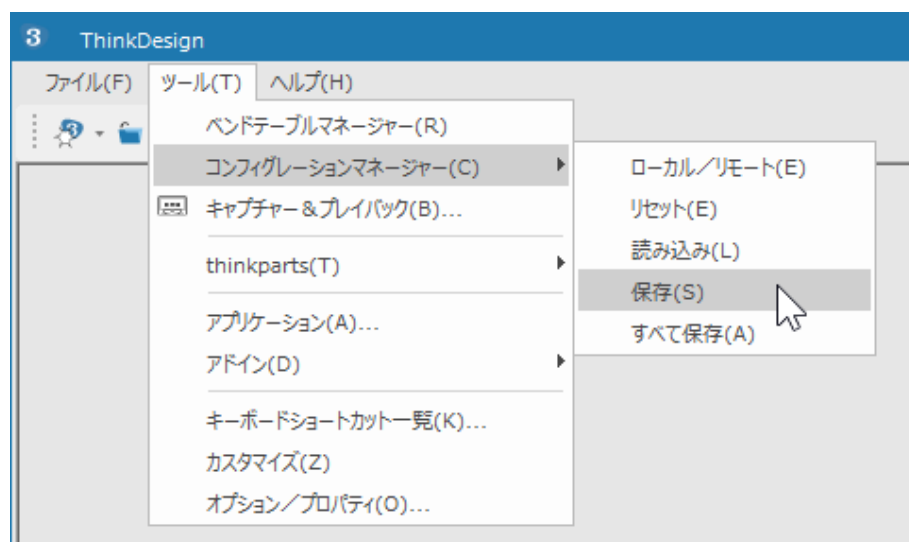 3 ThinkDesign
ファイル(F) ツール(T) ヘルプ(H)
ベンドテーブルマネージャー(R)
コンフィグレーションマネージャー(C)
キャプチャー&プレイバック(B)...
thinkparts(T)
アプリケーション(A)...
アドイン(D)
キーボードショートカット一覧(K)...
カスタマイズ(Z)
オプション/プロパティ(O)...
ローカル/リモート(E)
リセット(E)
読み込み(L)
保存(S)
すべて保存(A)